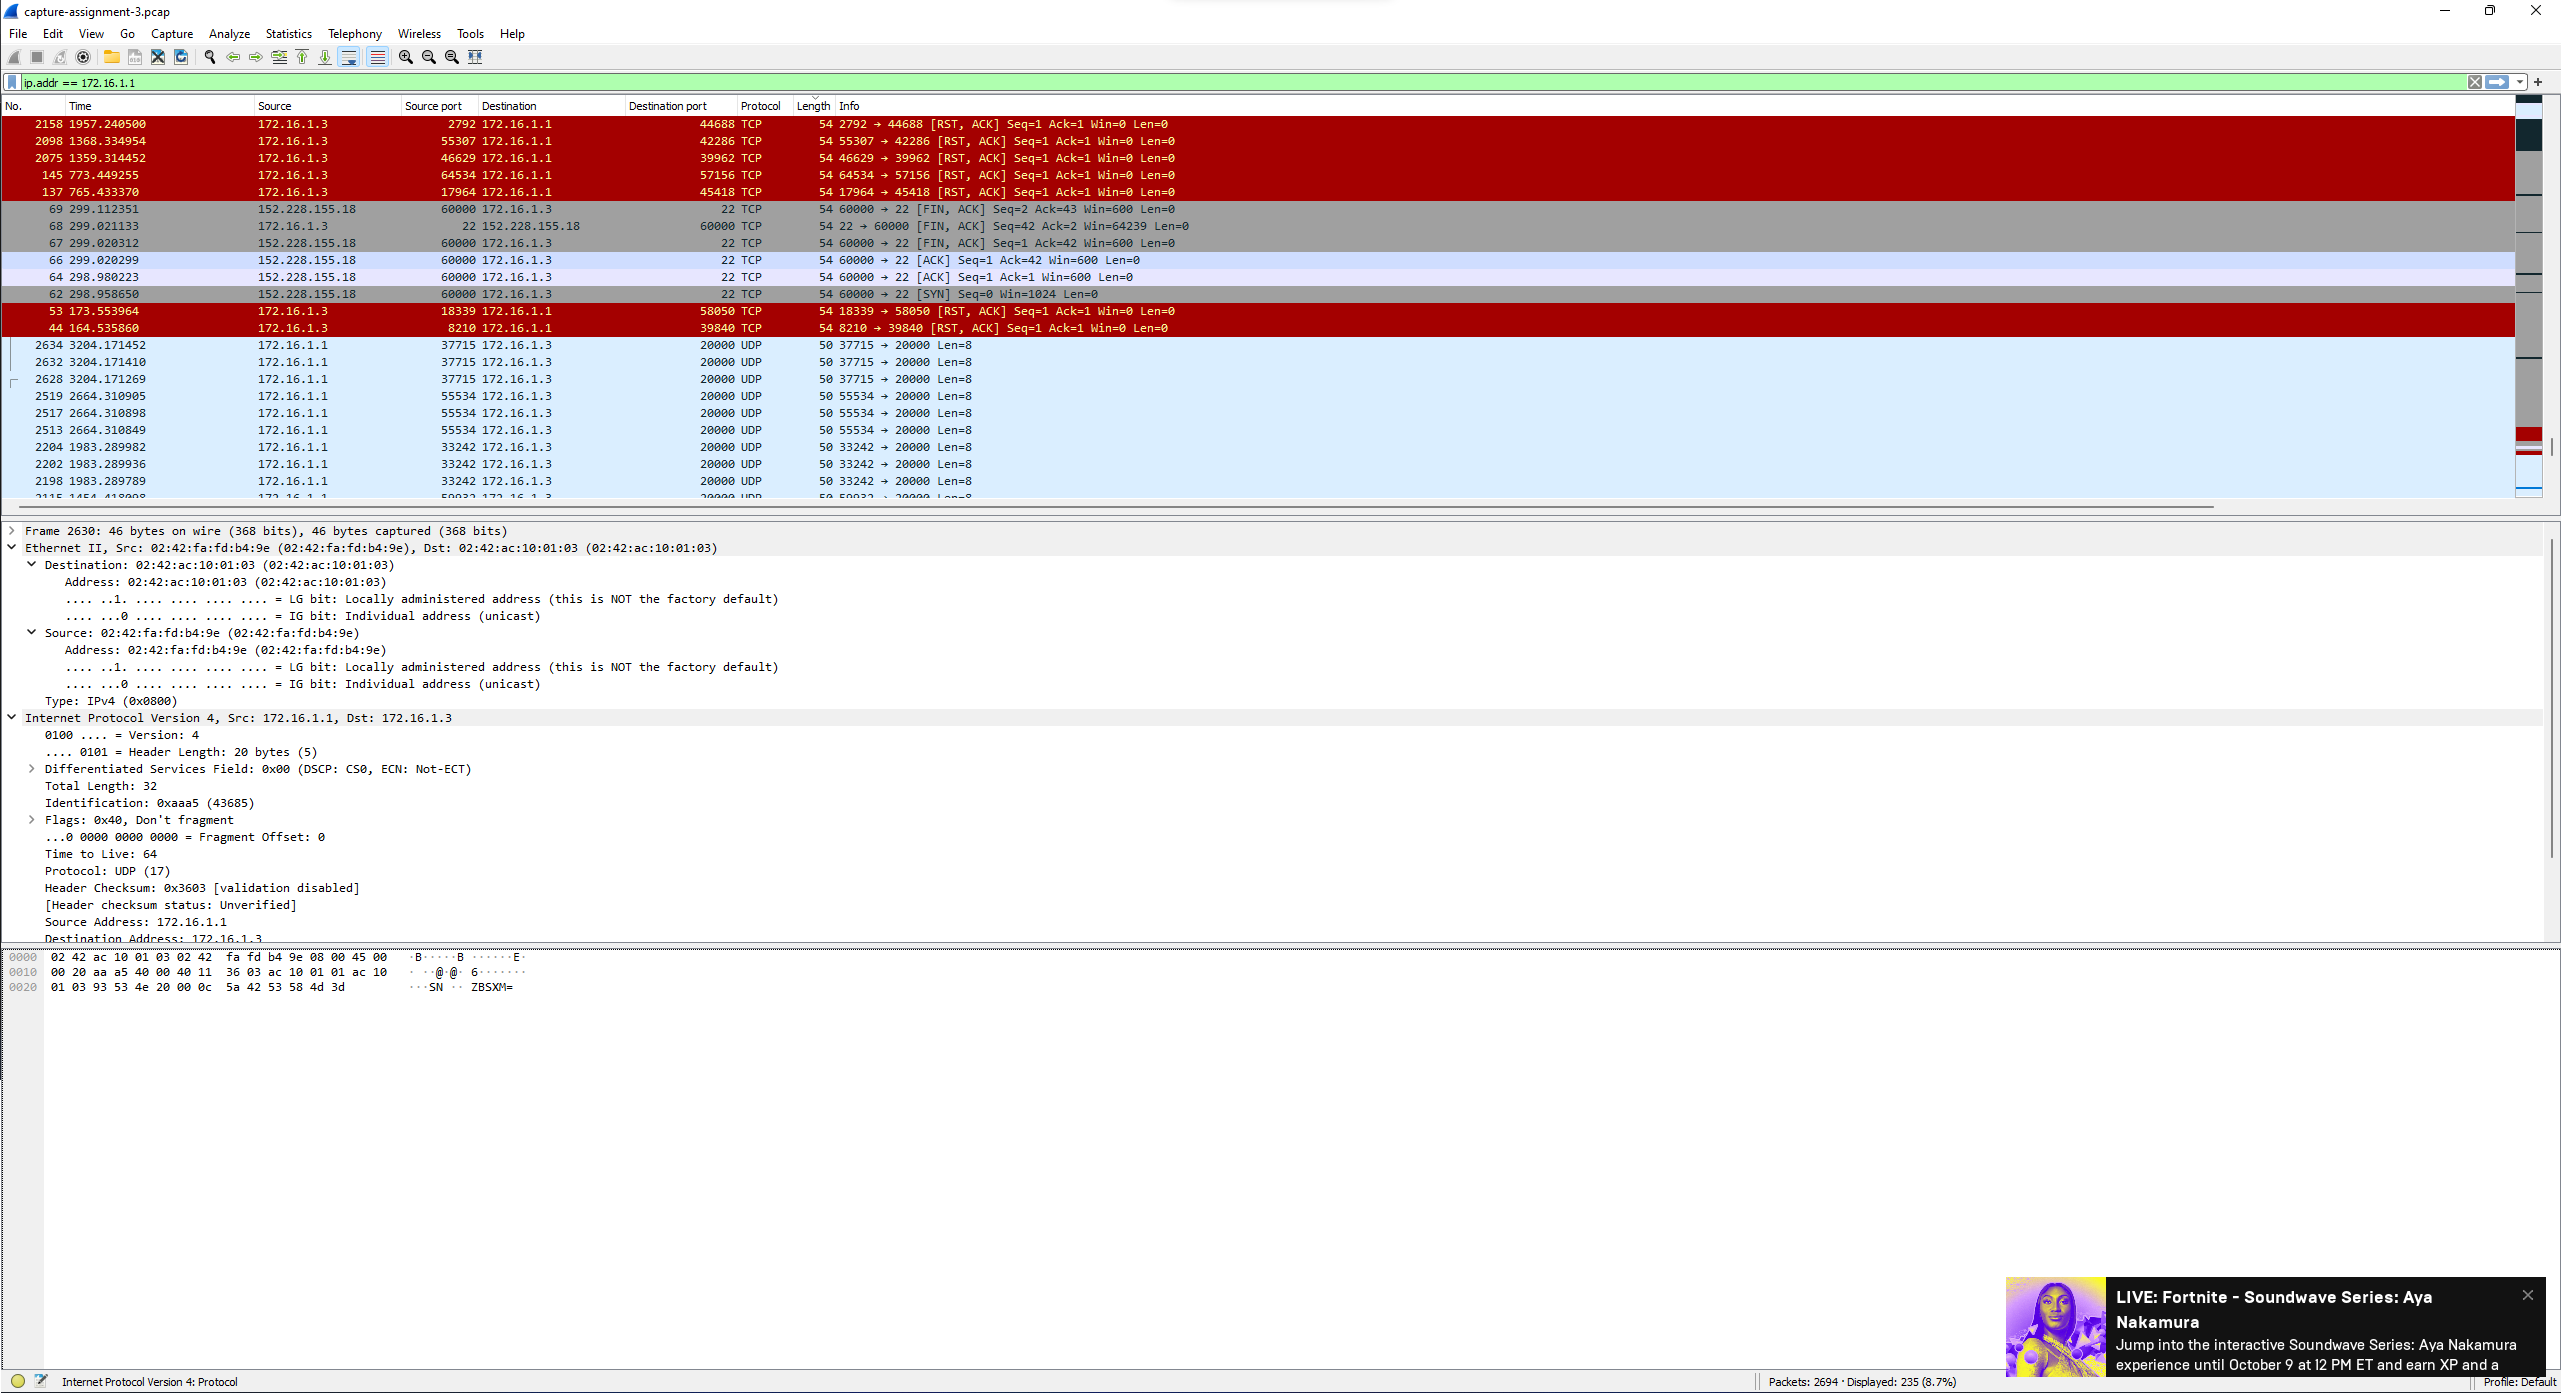 capture-assignment-3.pcap
File Edit View Go Capture Analyze Statistics Telephony Wireless Tools Help
ip.addr == 172.16.1.1
No. Time Source Source port Destination Destination port Protocol Length Info
2158 1957.240500 172.16.1.3 2792 172.16.1.1 44688 TCP 54 2792 → 44688 [RST, ACK] Seq=1 Ack=1 Win=0 Len=0
2098 1368.334954 172.16.1.3 55307 172.16.1.1 42286 TCP 54 55307 → 42286 [RST, ACK] Seq=1 Ack=1 Win=0 Len=0
2075 1359.314452 172.16.1.3 46629 172.16.1.1 39962 TCP 54 46629 → 39962 [RST, ACK] Seq=1 Ack=1 Win=0 Len=0
145 773.449255 172.16.1.3 64534 172.16.1.1 57156 TCP 54 64534 → 57156 [RST, ACK] Seq=1 Ack=1 Win=0 Len=0
137 765.433370 172.16.1.3 17964 172.16.1.1 45418 TCP 54 17964 → 45418 [RST, ACK] Seq=1 Ack=1 Win=0 Len=0
69 299.112351 152.228.155.18 60000 172.16.1.3 22 TCP 54 60000 → 22 [FIN, ACK] Seq=2 Ack=43 Win=600 Len=0
68 299.021133 172.16.1.3 22 152.228.155.18 60000 TCP 54 22 → 60000 [FIN, ACK] Seq=42 Ack=2 Win=64239 Len=0
67 299.020312 152.228.155.18 60000 172.16.1.3 22 TCP 54 60000 → 22 [FIN, ACK] Seq=1 Ack=42 Win=600 Len=0
66 299.020299 152.228.155.18 60000 172.16.1.3 22 TCP 54 60000 → 22 [ACK] Seq=1 Ack=42 Win=600 Len=0
64 298.980223 152.228.155.18 60000 172.16.1.3 22 TCP 54 60000 → 22 [ACK] Seq=1 Ack=1 Win=600 Len=0
62 298.958650 152.228.155.18 60000 172.16.1.3 22 TCP 54 60000 → 22 [SYN] Seq=0 Win=1024 Len=0
53 173.553964 172.16.1.3 18339 172.16.1.1 58050 TCP 54 18339 → 58050 [RST, ACK] Seq=1 Ack=1 Win=0 Len=0
44 164.535860 172.16.1.3 8210 172.16.1.1 39840 TCP 54 8210 → 39840 [RST, ACK] Seq=1 Ack=1 Win=0 Len=0
2634 3204.171452 172.16.1.1 37715 172.16.1.3 20000 UDP 50 37715 → 20000 Len=8
2632 3204.171410 172.16.1.1 37715 172.16.1.3 20000 UDP 50 37715 → 20000 Len=8
2628 3204.171269 172.16.1.1 37715 172.16.1.3 20000 UDP 50 37715 → 20000 Len=8
2519 2664.310905 172.16.1.1 55534 172.16.1.3 20000 UDP 50 55534 → 20000 Len=8
2517 2664.310898 172.16.1.1 55534 172.16.1.3 20000 UDP 50 55534 → 20000 Len=8
2513 2664.310849 172.16.1.1 55534 172.16.1.3 20000 UDP 50 55534 → 20000 Len=8
2204 1983.289982 172.16.1.1 33242 172.16.1.3 20000 UDP 50 33242 → 20000 Len=8
2202 1983.289936 172.16.1.1 33242 172.16.1.3 20000 UDP 50 33242 → 20000 Len=8
2198 1983.289789 172.16.1.1 33242 172.16.1.3 20000 UDP 50 33242 → 20000 Len=8
2115 1454.418098 172.16.1.1 59932 172.16.1.3 20000 UDP 50 59932 → 20000 Len=8
Frame 2630: 46 bytes on wire (368 bits), 46 bytes captured (368 bits)
Ethernet II, Src: 02:42:fa:fd:b4:9e (02:42:fa:fd:b4:9e), Dst: 02:42:ac:10:01:03 (02:42:ac:10:01:03)
Destination: 02:42:ac:10:01:03 (02:42:ac:10:01:03)
Address: 02:42:ac:10:01:03 (02:42:ac:10:01:03)
.... ..1. .... .... .... .... = LG bit: Locally administered address (this is NOT the factory default)
.... ...0 .... .... .... .... = IG bit: Individual address (unicast)
Source: 02:42:fa:fd:b4:9e (02:42:fa:fd:b4:9e)
Address: 02:42:fa:fd:b4:9e (02:42:fa:fd:b4:9e)
.... ..1. .... .... .... .... = LG bit: Locally administered address (this is NOT the factory default)
.... ...0 .... .... .... .... = IG bit: Individual address (unicast)
Type: IPv4 (0x0800)
Internet Protocol Version 4, Src: 172.16.1.1, Dst: 172.16.1.3
0100 .... = Version: 4
.... 0101 = Header Length: 20 bytes (5)
Differentiated Services Field: 0x00 (DSCP: CS0, ECN: Not-ECT)
Total Length: 32
Identification: 0xaaa5 (43685)
Flags: 0x40, Don't fragment
...0 0000 0000 0000 = Fragment Offset: 0
Time to Live: 64
Protocol: UDP (17)
Header Checksum: 0x3603 [validation disabled]
[Header checksum status: Unverified]
Source Address: 172.16.1.1
Destination Address: 172.16.1.3
0000 02 42 ac 10 01 03 02 42 fa fd b4 9e 08 00 45 00 ·B·····B ······E·
0010 00 20 aa a5 40 00 40 11 36 03 ac 10 01 01 ac 10 · ··@·@· 6·······
0020 01 03 93 53 4e 20 00 0c 5a 42 53 58 4d 3d ···SN ·· ZBSXM=
LIVE: Fortnite - Soundwave Series: Aya
Nakamura
Jump into the interactive Soundwave Series: Aya Nakamura
experience until October 9 at 12 PM ET and earn XP and a
Internet Protocol Version 4: Protocol
Packets: 2694 · Displayed: 235 (8.7%)
Profile: Default